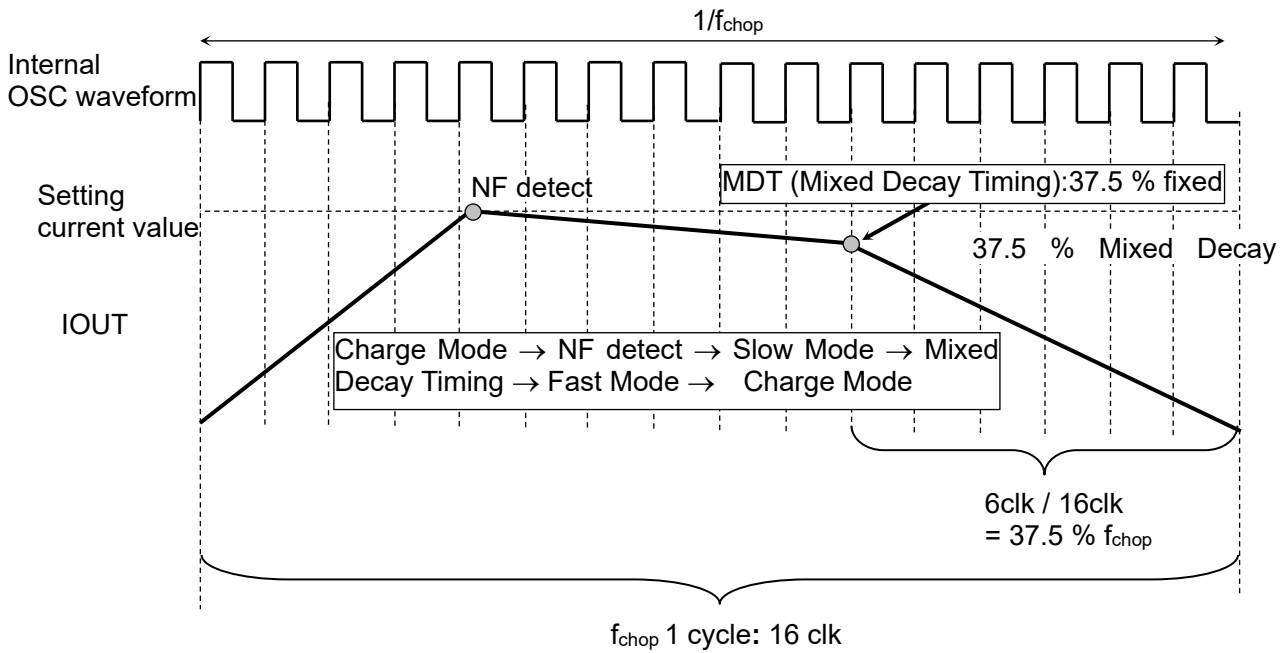 1/fchop
Internal
OSC waveform
NF detect
MDT (Mixed Decay Timing):37.5 % fixed
Setting
current value
37.5 % Mixed Decay
IOUT
Charge Mode → NF detect → Slow Mode → Mixed
Decay Timing → Fast Mode → Charge Mode
6clk / 16clk
= 37.5 % fchop
fchop 1 cycle: 16 clk